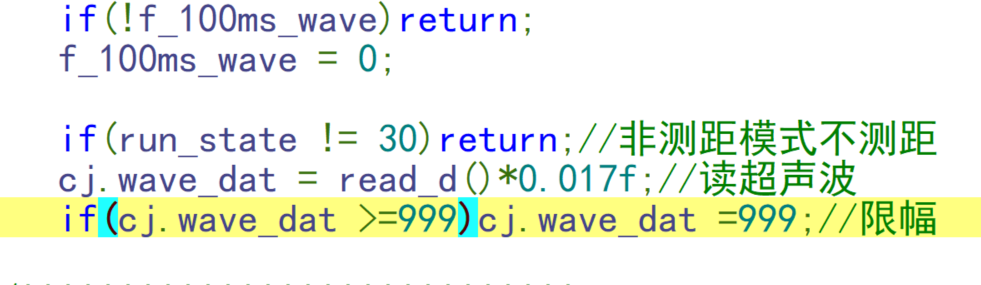 if(!f_100ms_wave)return;
f_100ms_wave = 0;
if(run_state != 30)return;//非测距模式不测距
cj.wave_dat = read_d()*0.017f;//读超声波
if(cj.wave_dat >=999)cj.wave_dat =999;//限幅